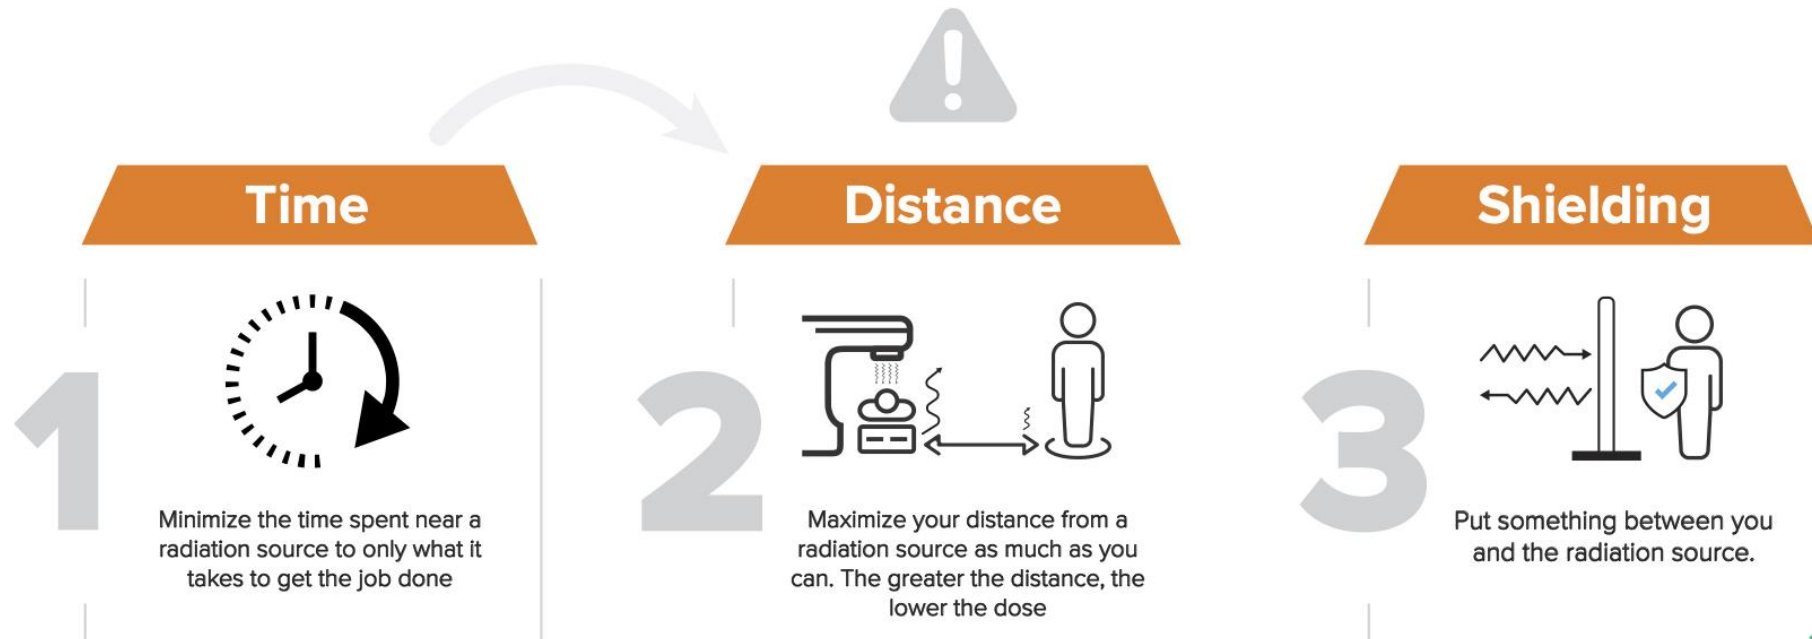 Time
1
Minimize the time spent near a
radiation source to only what it
takes to get the job done
Distance
2
Maximize your distance from a
radiation source as much as you
can. The greater the distance, the
lower the dose
Shielding
3
Put something between you
and the radiation source.